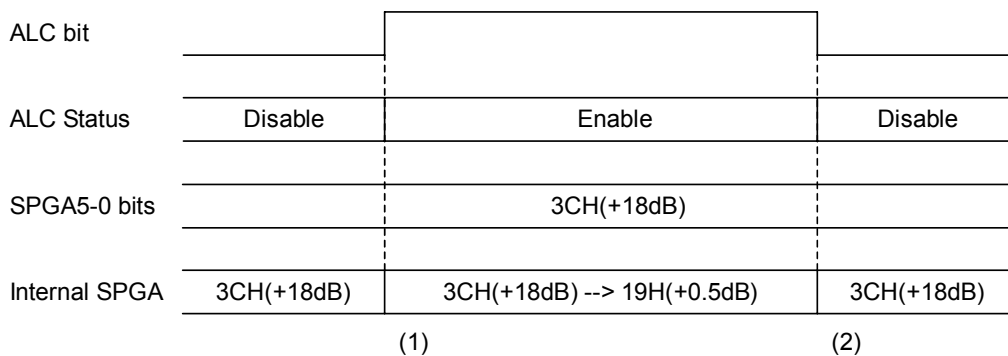 ALC bit
ALC Status Disable Enable Disable
SPGA5-0 bits 3CH(+18dB)
Internal SPGA 3CH(+18dB) 3CH(+18dB) --> 19H(+0.5dB) 3CH(+18dB)
(1) (2)